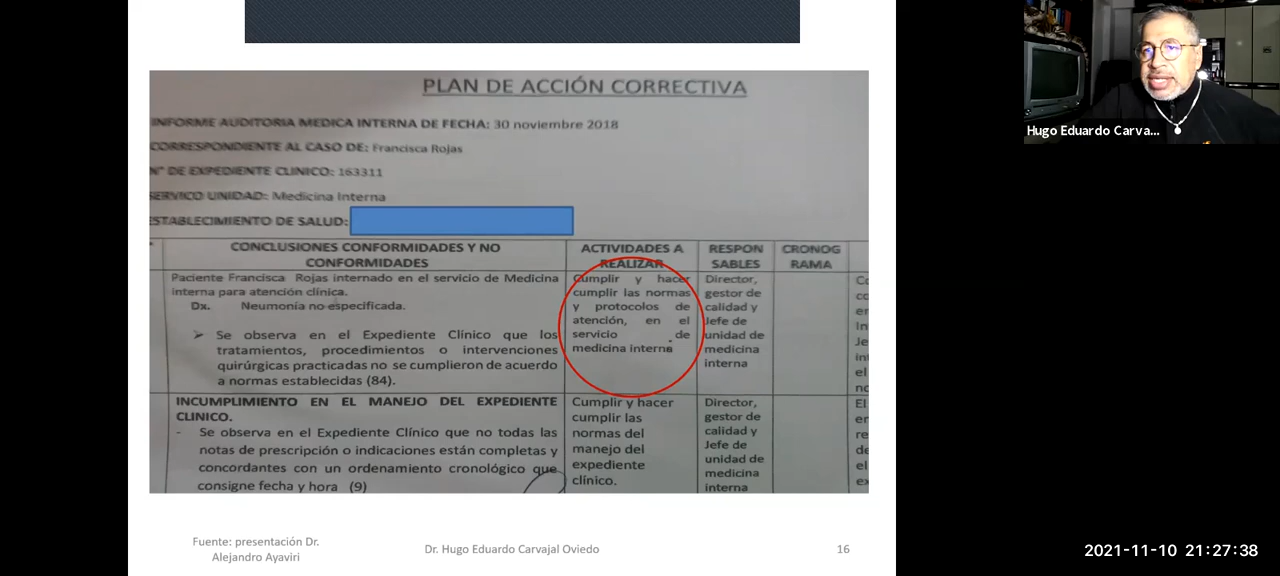 PLAN DE ACCIÓN CORRECTIVA
INFORME AUDITORIA MEDICA INTERNA DE FECHA: 30 noviembre 2018
CORRESPONDIENTE AL CASO DE: Francisca Rojas
N° DE EXPEDIENTE CLINICO: 163311
SERVICO UNIDAD: Medicina Interna
ESTABLECIMIENTO DE SALUD:
CONCLUSIONES CONFORMIDADES Y NO
CONFORMIDADES
ACTIVIDADES A
REALIZAR
RESPON
SABLES
CRONOG
RAMA
Paciente Francisca Rojas internado en el servicio de Medicina
interna para atención clínica.
Dx. Neumonía no especificada.
➢ Se observa en el Expediente Clínico que los
tratamientos, procedimientos o intervenciones
quirúrgicas practicadas no se cumplieron de acuerdo
a normas establecidas (84).
Cumplir y hacer
cumplir las normas
y protocolos de
atención, en el
servicio de
medicina interna
Director,
gestor de
calidad y
Jefe de
unidad de
medicina
interna
INCUMPLIMIENTO EN EL MANEJO DEL EXPEDIENTE
CLINICO.
- Se observa en el Expediente Clínico que no todas las
notas de prescripción o indicaciones están completas y
concordantes con un ordenamiento cronológico que
consigne fecha y hora (9)
Cumplir y hacer
cumplir las
normas del
manejo del
expediente
clínico.
Director,
gestor de
calidad y
Jefe de
unidad de
medicina
interna
Fuente: presentación Dr.
Alejandro Ayaviri
Dr. Hugo Eduardo Carvajal Oviedo
16
Hugo Eduardo Carva...
2021-11-10 21:27:38